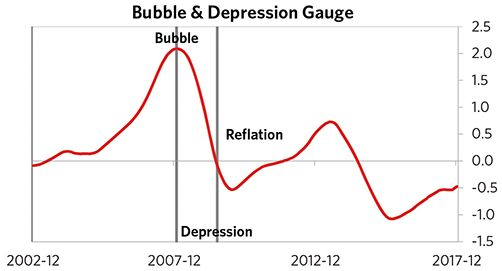 Bubble & Depression Gauge
Bubble
2.5
2.0
1.5
1.0
0.5
Reflation
0.0
-0.5
-1.0
Depression
-1.5
2002-12 2007-12 2012-12 2017-12